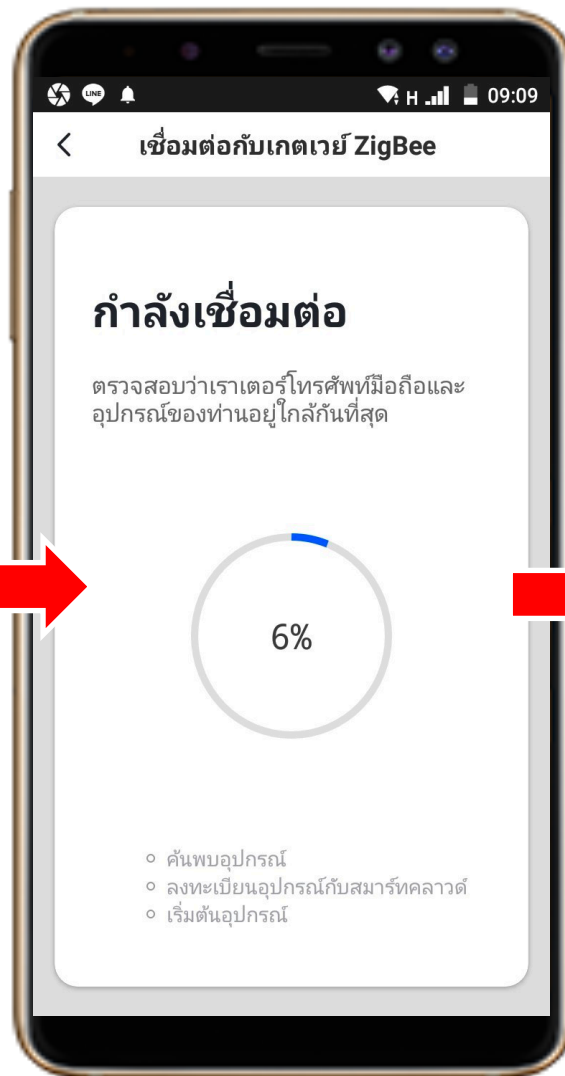 LINE H 09:09
เชื่อมต่อกับเกตเวย์ ZigBee
กำลังเชื่อมต่อ
ตรวจสอบว่าเราเตอร์โทรศัพท์มือถือและ
อุปกรณ์ของท่านอยู่ใกล้กันที่สุด
6%
ค้นพบอุปกรณ์
ลงทะเบียนอุปกรณ์กับสมาร์ทคลาวด์
เริ่มต้นอุปกรณ์